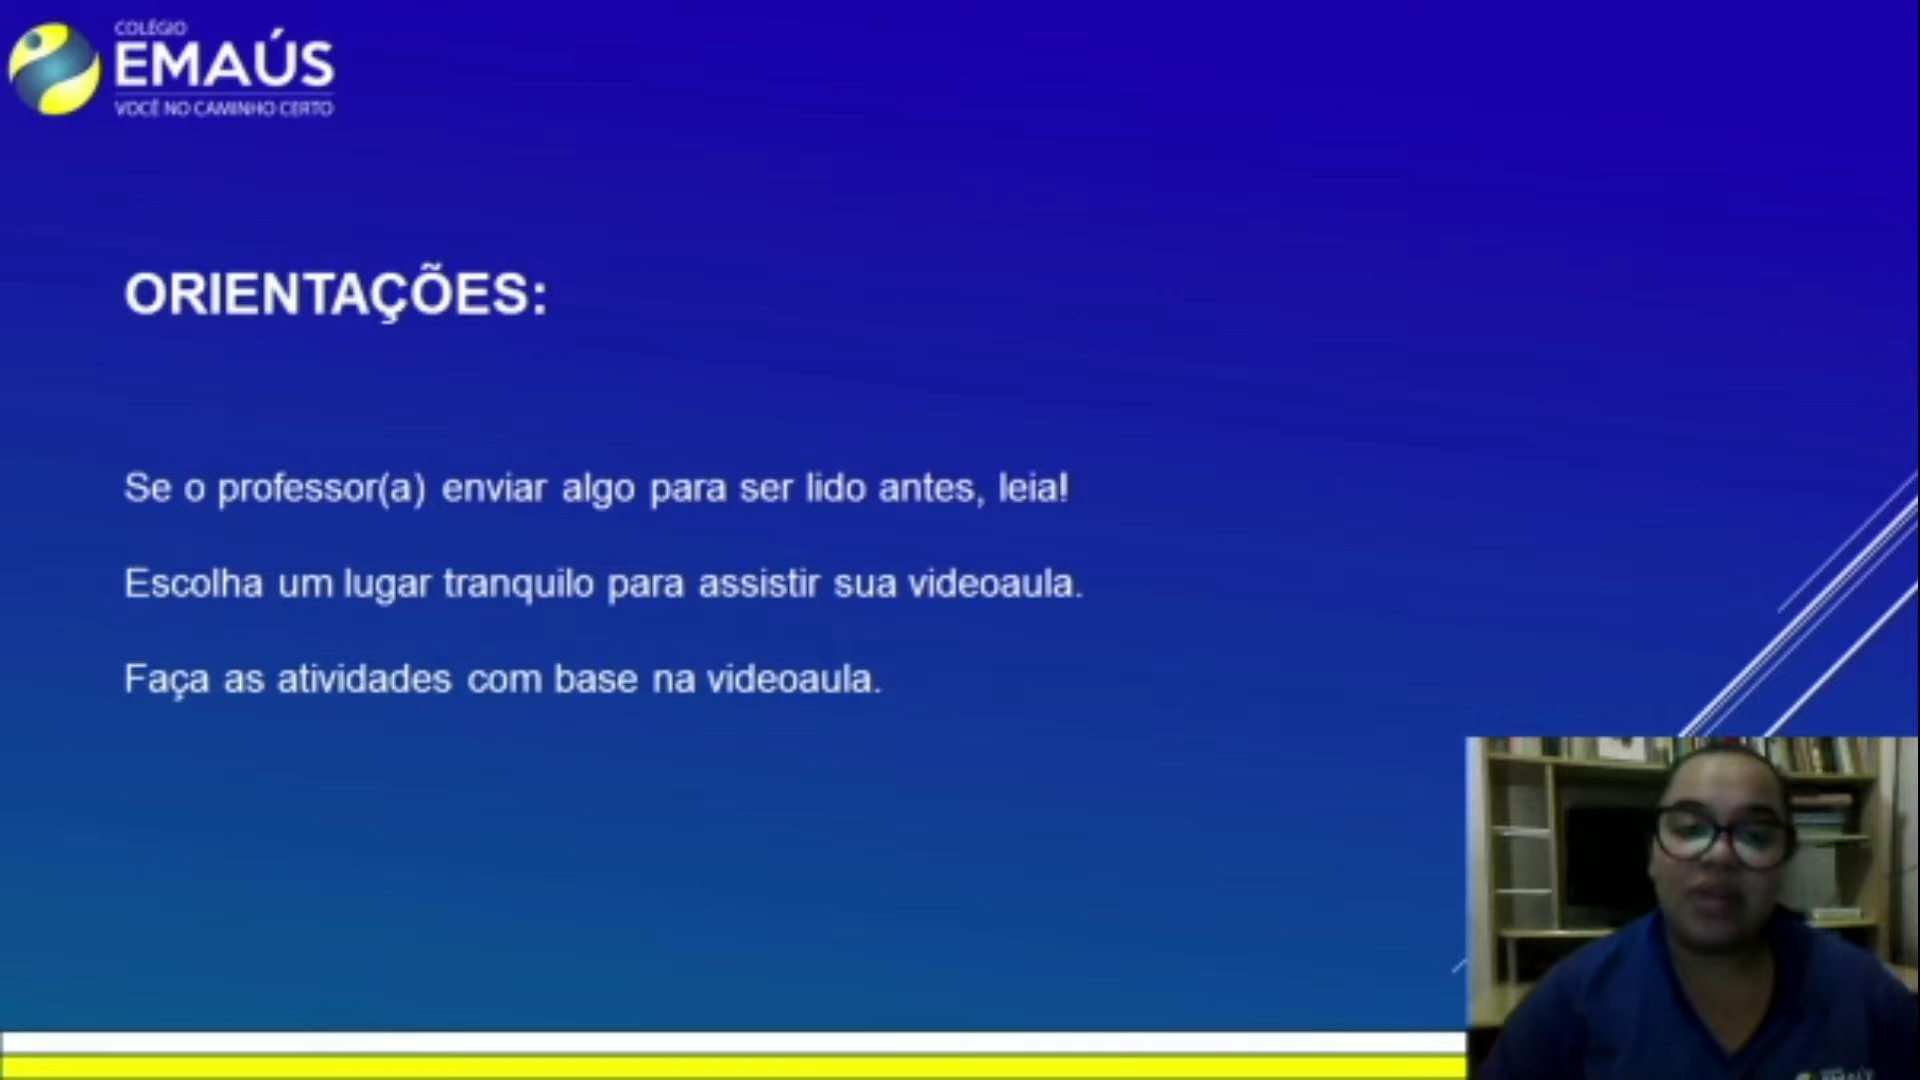 COLÉGIO
EMAÚS
VOCÊ NO CAMINHO CERTO
ORIENTAÇÕES:
Se o professor(a) enviar algo para ser lido antes, leia!
Escolha um lugar tranquilo para assistir sua videoaula.
Faça as atividades com base na videoaula.